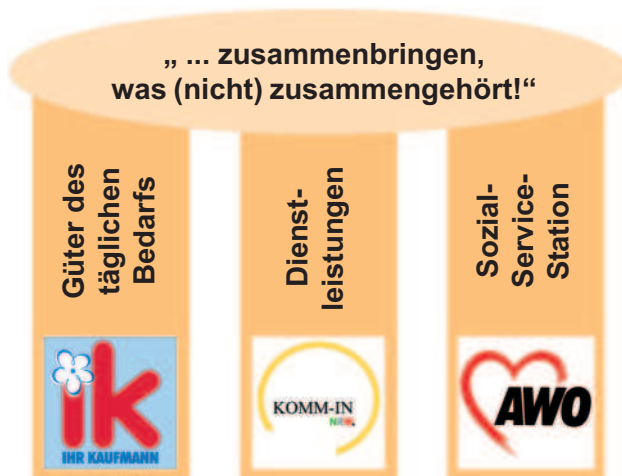 „ ... zusammenbringen,
was (nicht) zusammengehört!“
Güter des
täglichen
Bedarfs
Dienst-
leistungen
Sozial-
Service-
Station
ik
IHR KAUFMANN
KOMM-IN
NRW.
AWO